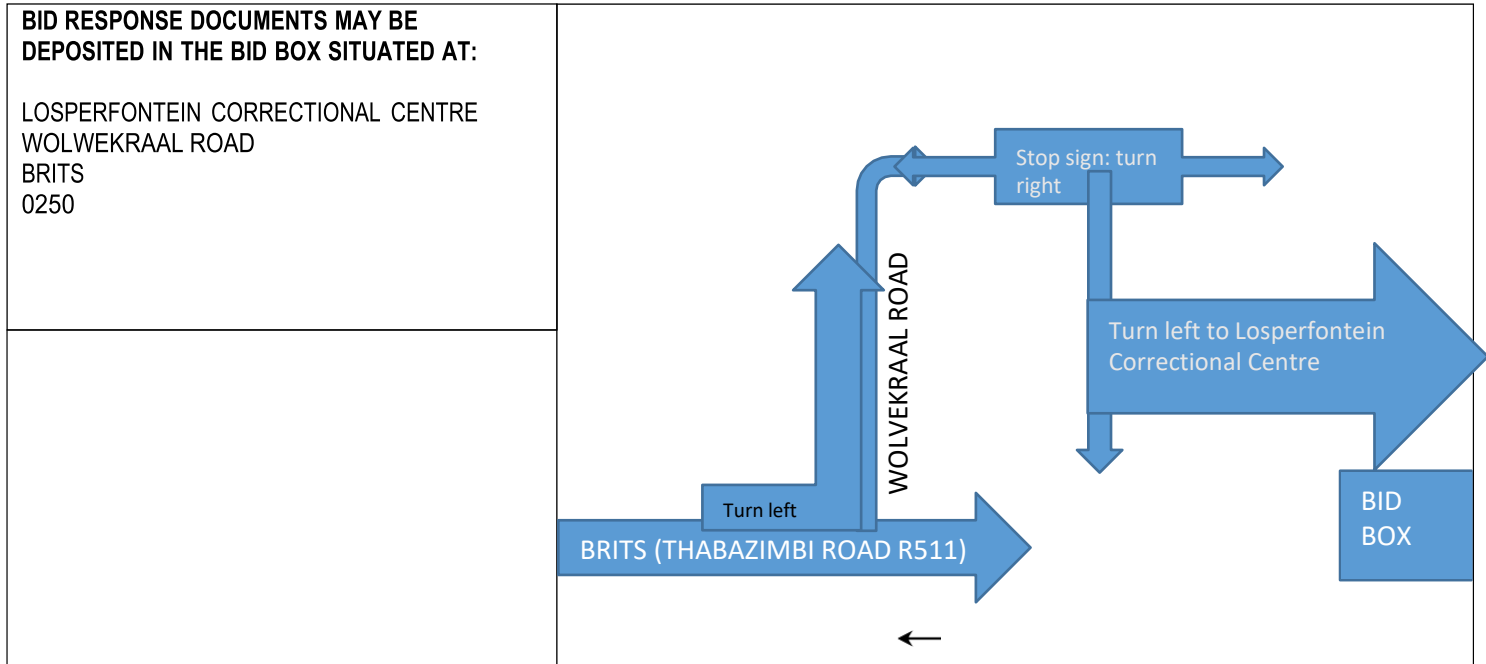 BID RESPONSE DOCUMENTS MAY BE
DEPOSITED IN THE BID BOX SITUATED AT:
LOSPERFONTEIN CORRECTIONAL CENTRE
WOLWEKRAAL ROAD
BRITS
0250
Stop sign: turn
right
WOLVEKRAAL ROAD
Turn left to Losperfontein
Correctional Centre
Turn left
BRITS (THABAZIMBI ROAD R511)
BID
BOX